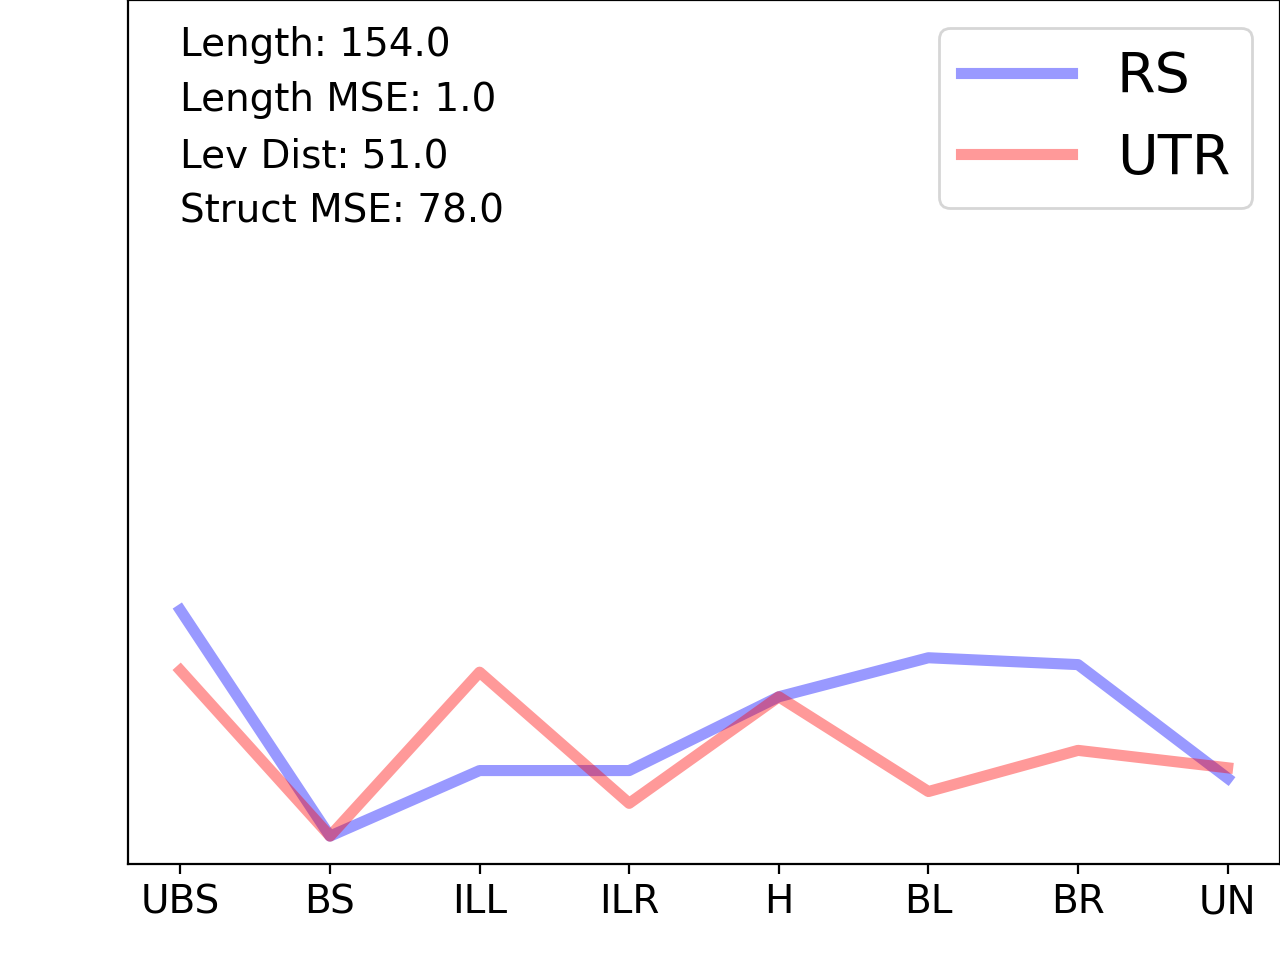 Length: 154.0
Length MSE: 1.0
Lev Dist: 51.0
Struct MSE: 78.0
RS
UTR
UBS BS ILL ILR H BL BR UN